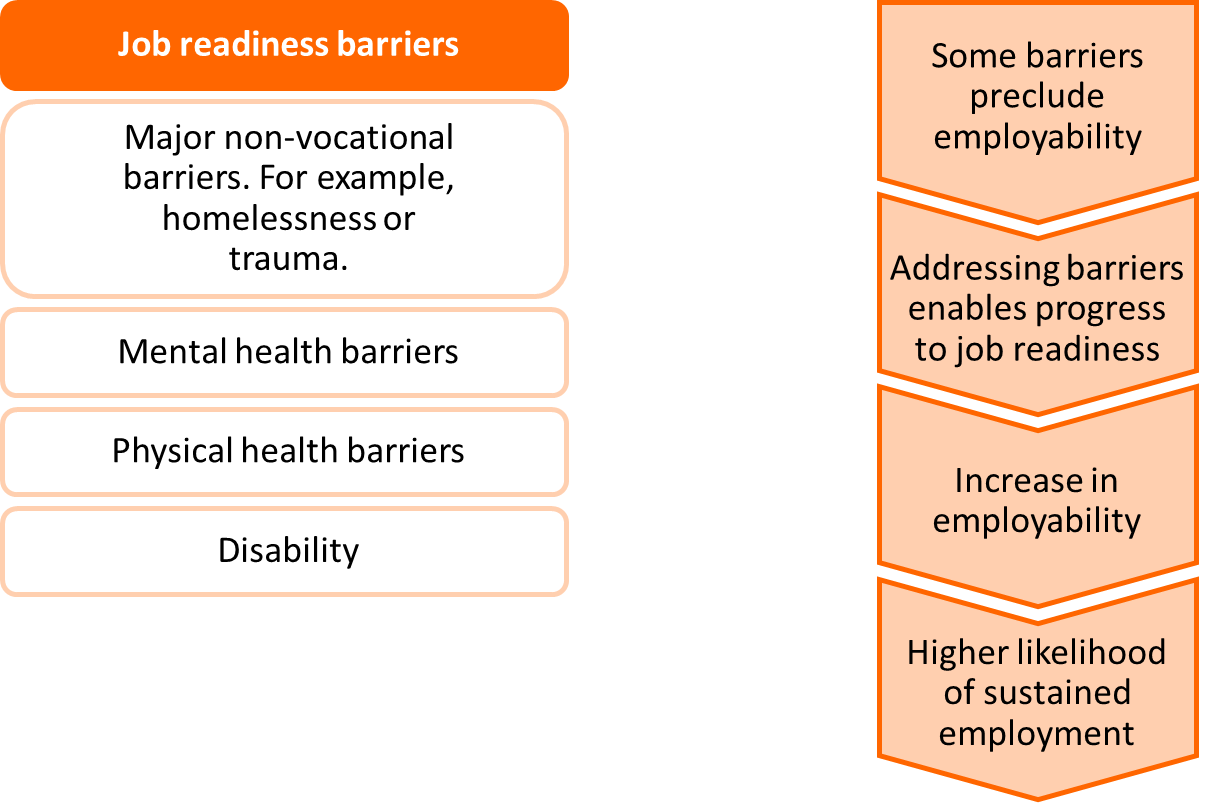 Job readiness barriers
Major non-vocational
barriers. For example,
homelessness or
trauma.
Mental health barriers
Physical health barriers
Disability
Some barriers
preclude
employability
Addressing barriers
enables progress
to job readiness
Increase in
employability
Higher likelihood
of sustained
employment